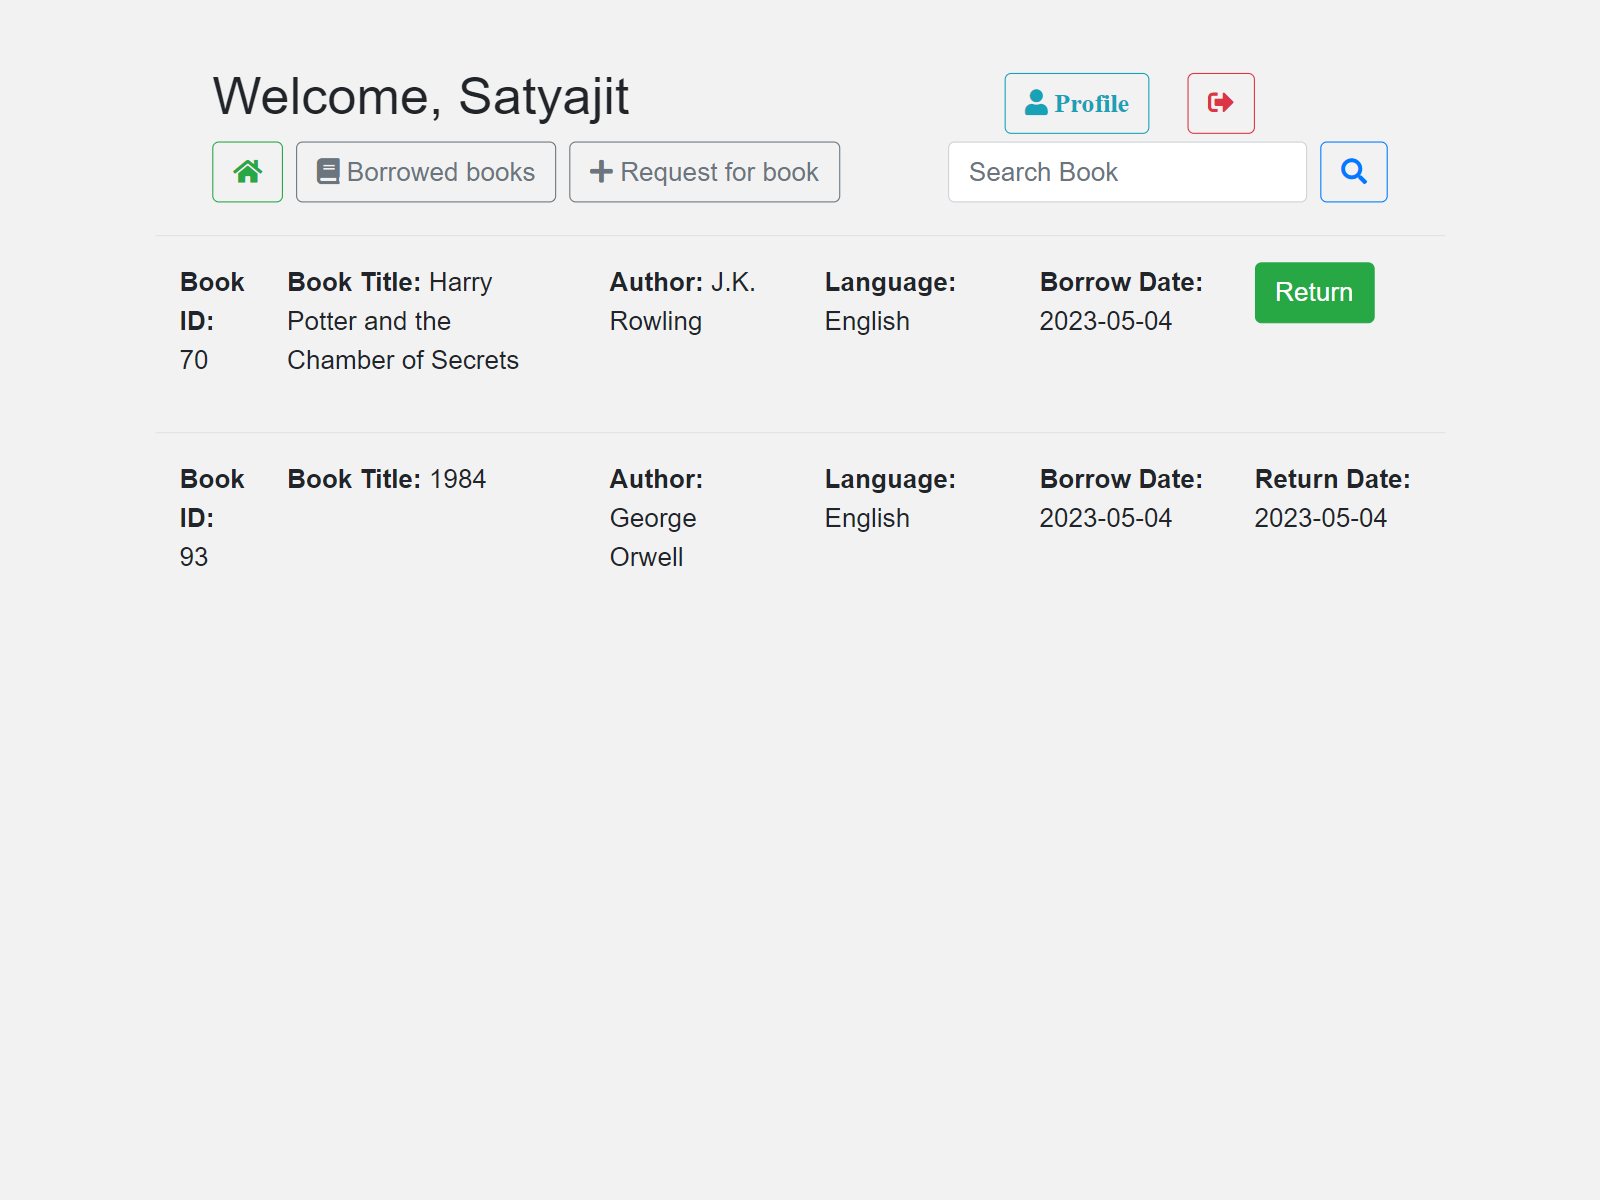 Welcome, Satyajit
Profile
Borrowed books
Request for book
Search Book
Book ID: 70
Book Title: Harry Potter and the Chamber of Secrets
Author: J.K. Rowling
Language: English
Borrow Date: 2023-05-04
Return
Book ID: 93
Book Title: 1984
Author: George Orwell
Language: English
Borrow Date: 2023-05-04
Return Date: 2023-05-04